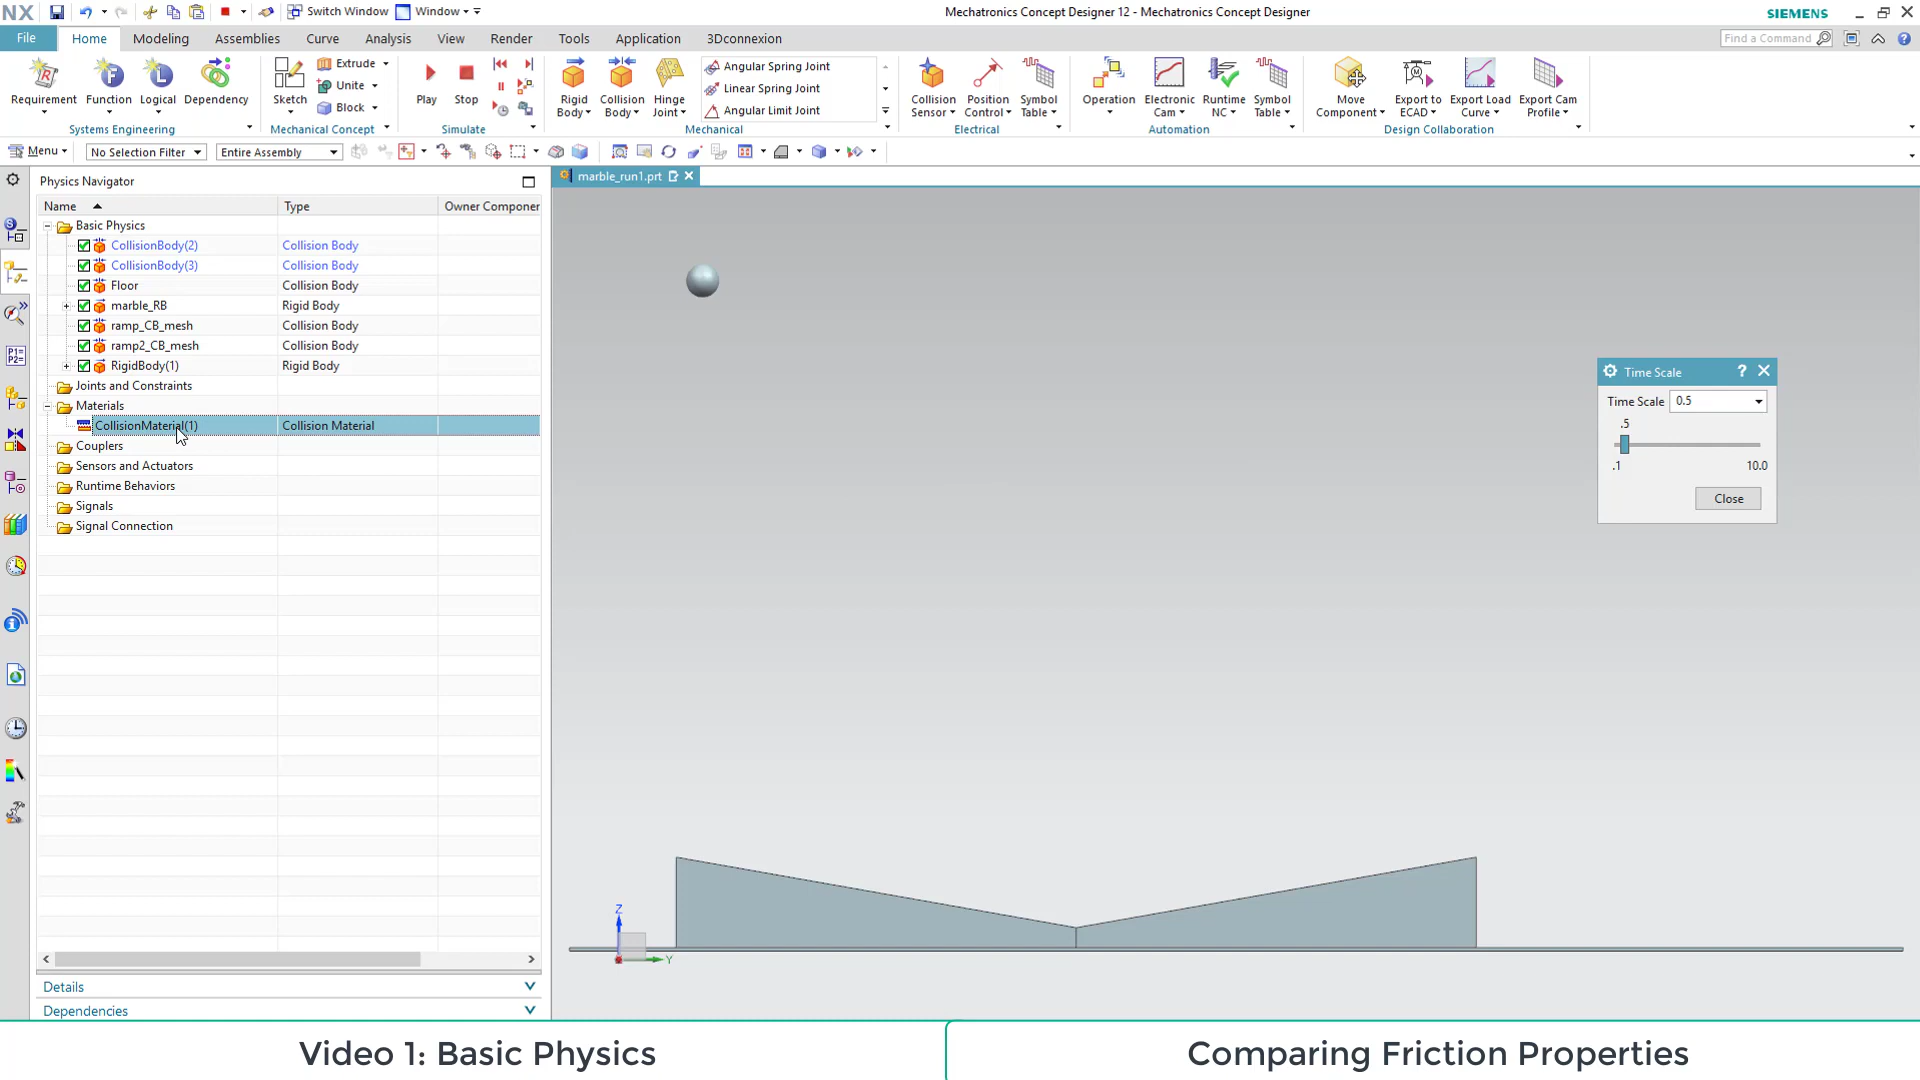 NX
Switch Window
Window
Mechatronics Concept Designer 12 - Mechatronics Concept Designer
SIEMENS
File
Home
Modeling
Assemblies
Curve
Analysis
View
Render
Tools
Application
3Dconnexion
Find a Command
Requirement
Function
Logical
Dependency
Systems Engineering
Sketch
Extrude
Unite
Block
Mechanical Concept
Play
Stop
Simulate
Rigid Body
Collision Body
Hinge Joint
Angular Spring Joint
Linear Spring Joint
Angular Limit Joint
Mechanical
Collision Sensor
Position Control
Symbol Table
Electrical
Operation
Electronic Cam
Runtime NC
Symbol Table
Automation
Move Component
Export to ECAD
Export Load Curve
Export Cam Profile
Design Collaboration
Menu
No Selection Filter
Entire Assembly
Physics Navigator
marble_run1.prt
Name Type Owner Componen
Basic Physics
CollisionBody(2) Collision Body
CollisionBody(3) Collision Body
Floor Collision Body
marble_RB Rigid Body
ramp_CB_mesh Collision Body
ramp2_CB_mesh Collision Body
RigidBody(1) Rigid Body
Joints and Constraints
Materials
CollisionMaterial(1) Collision Material
Couplers
Sensors and Actuators
Runtime Behaviors
Signals
Signal Connection
Details
Dependencies
Time Scale
Time Scale 0.5
.5
.1 10.0
Close
Z
Y
Video 1: Basic Physics
Comparing Friction Properties